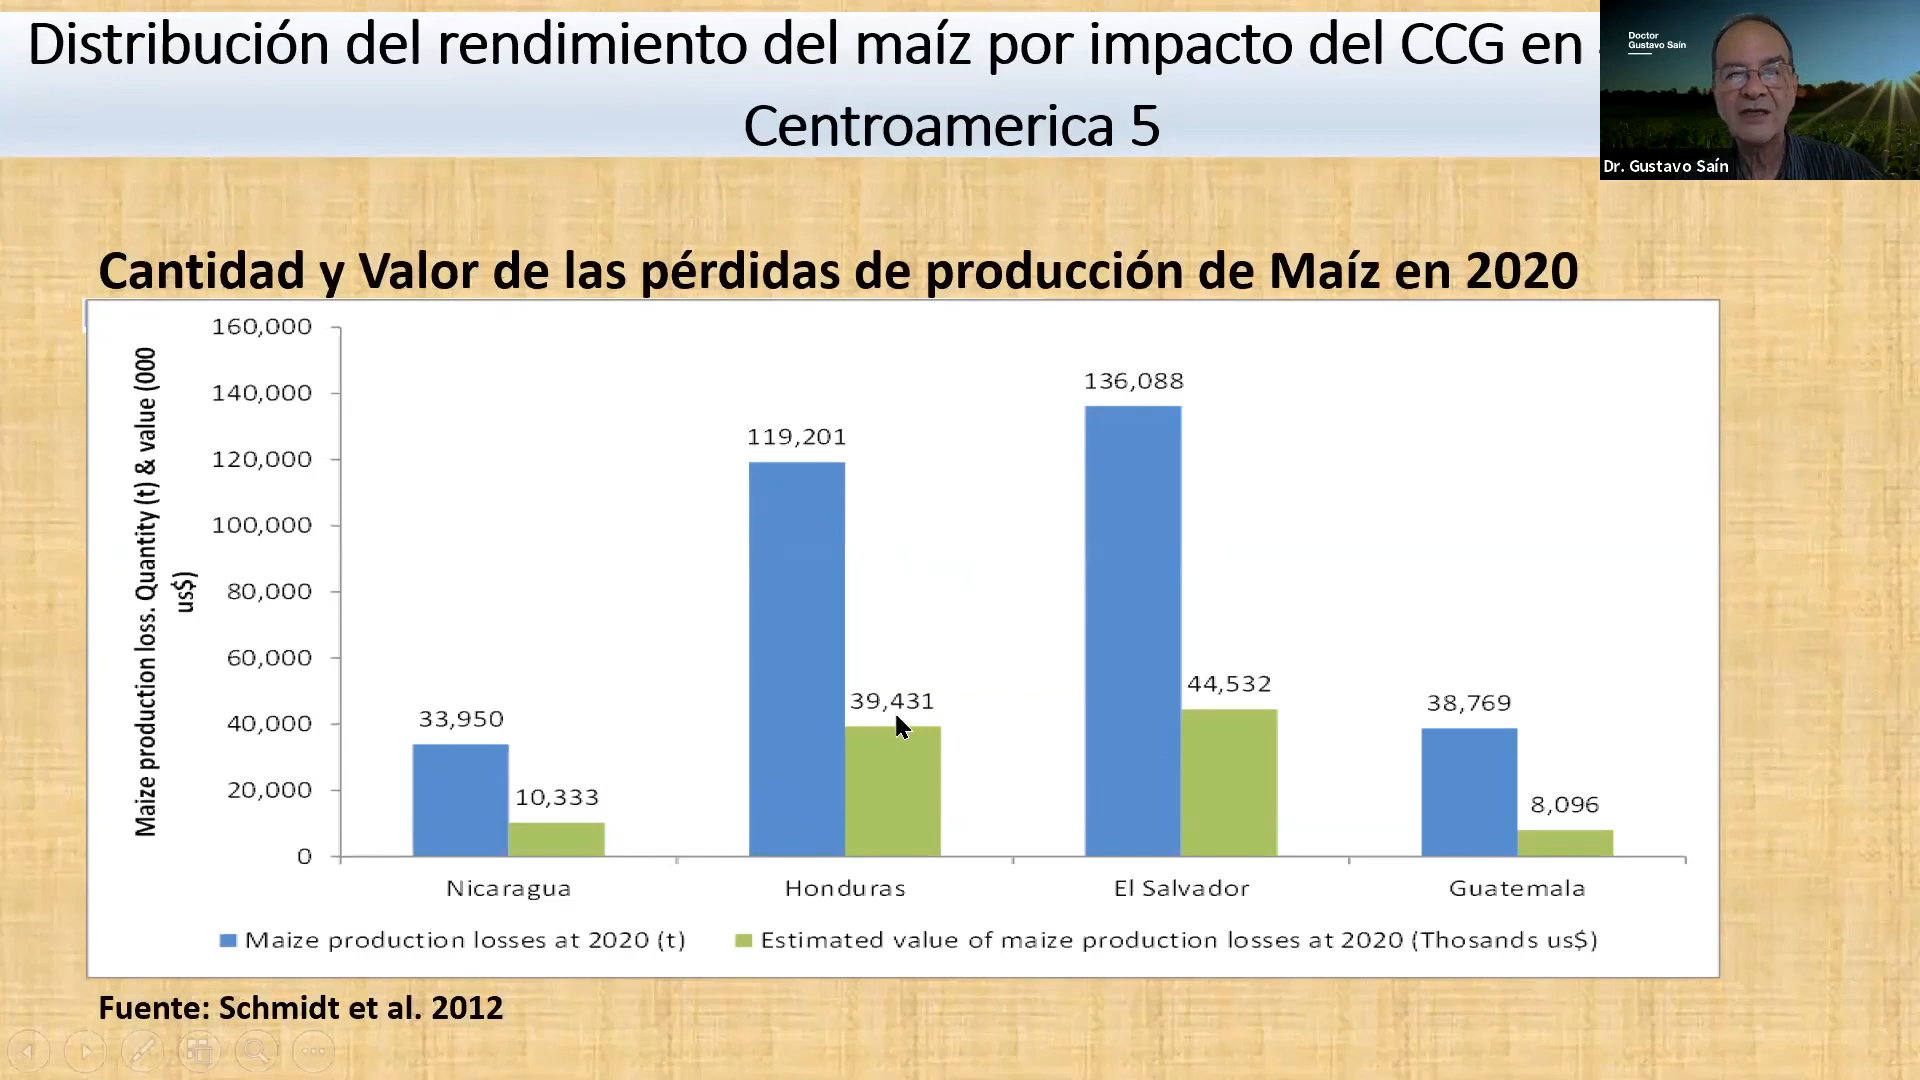 Distribución del rendimiento del maíz por impacto del CCG en
Centroamerica 5
Doctor
Gustavo Saín
Dr. Gustavo Saín
Cantidad y Valor de las pérdidas de producción de Maíz en 2020
Maize production loss. Quantity (t) & value (000
us$)
160,000
140,000
120,000
100,000
80,000
60,000
40,000
20,000
0
33,950
10,333
119,201
39,431
136,088
44,532
38,769
8,096
Nicaragua
Honduras
El Salvador
Guatemala
Maize production losses at 2020 (t)
Estimated value of maize production losses at 2020 (Thosands us$)
Fuente: Schmidt et al. 2012